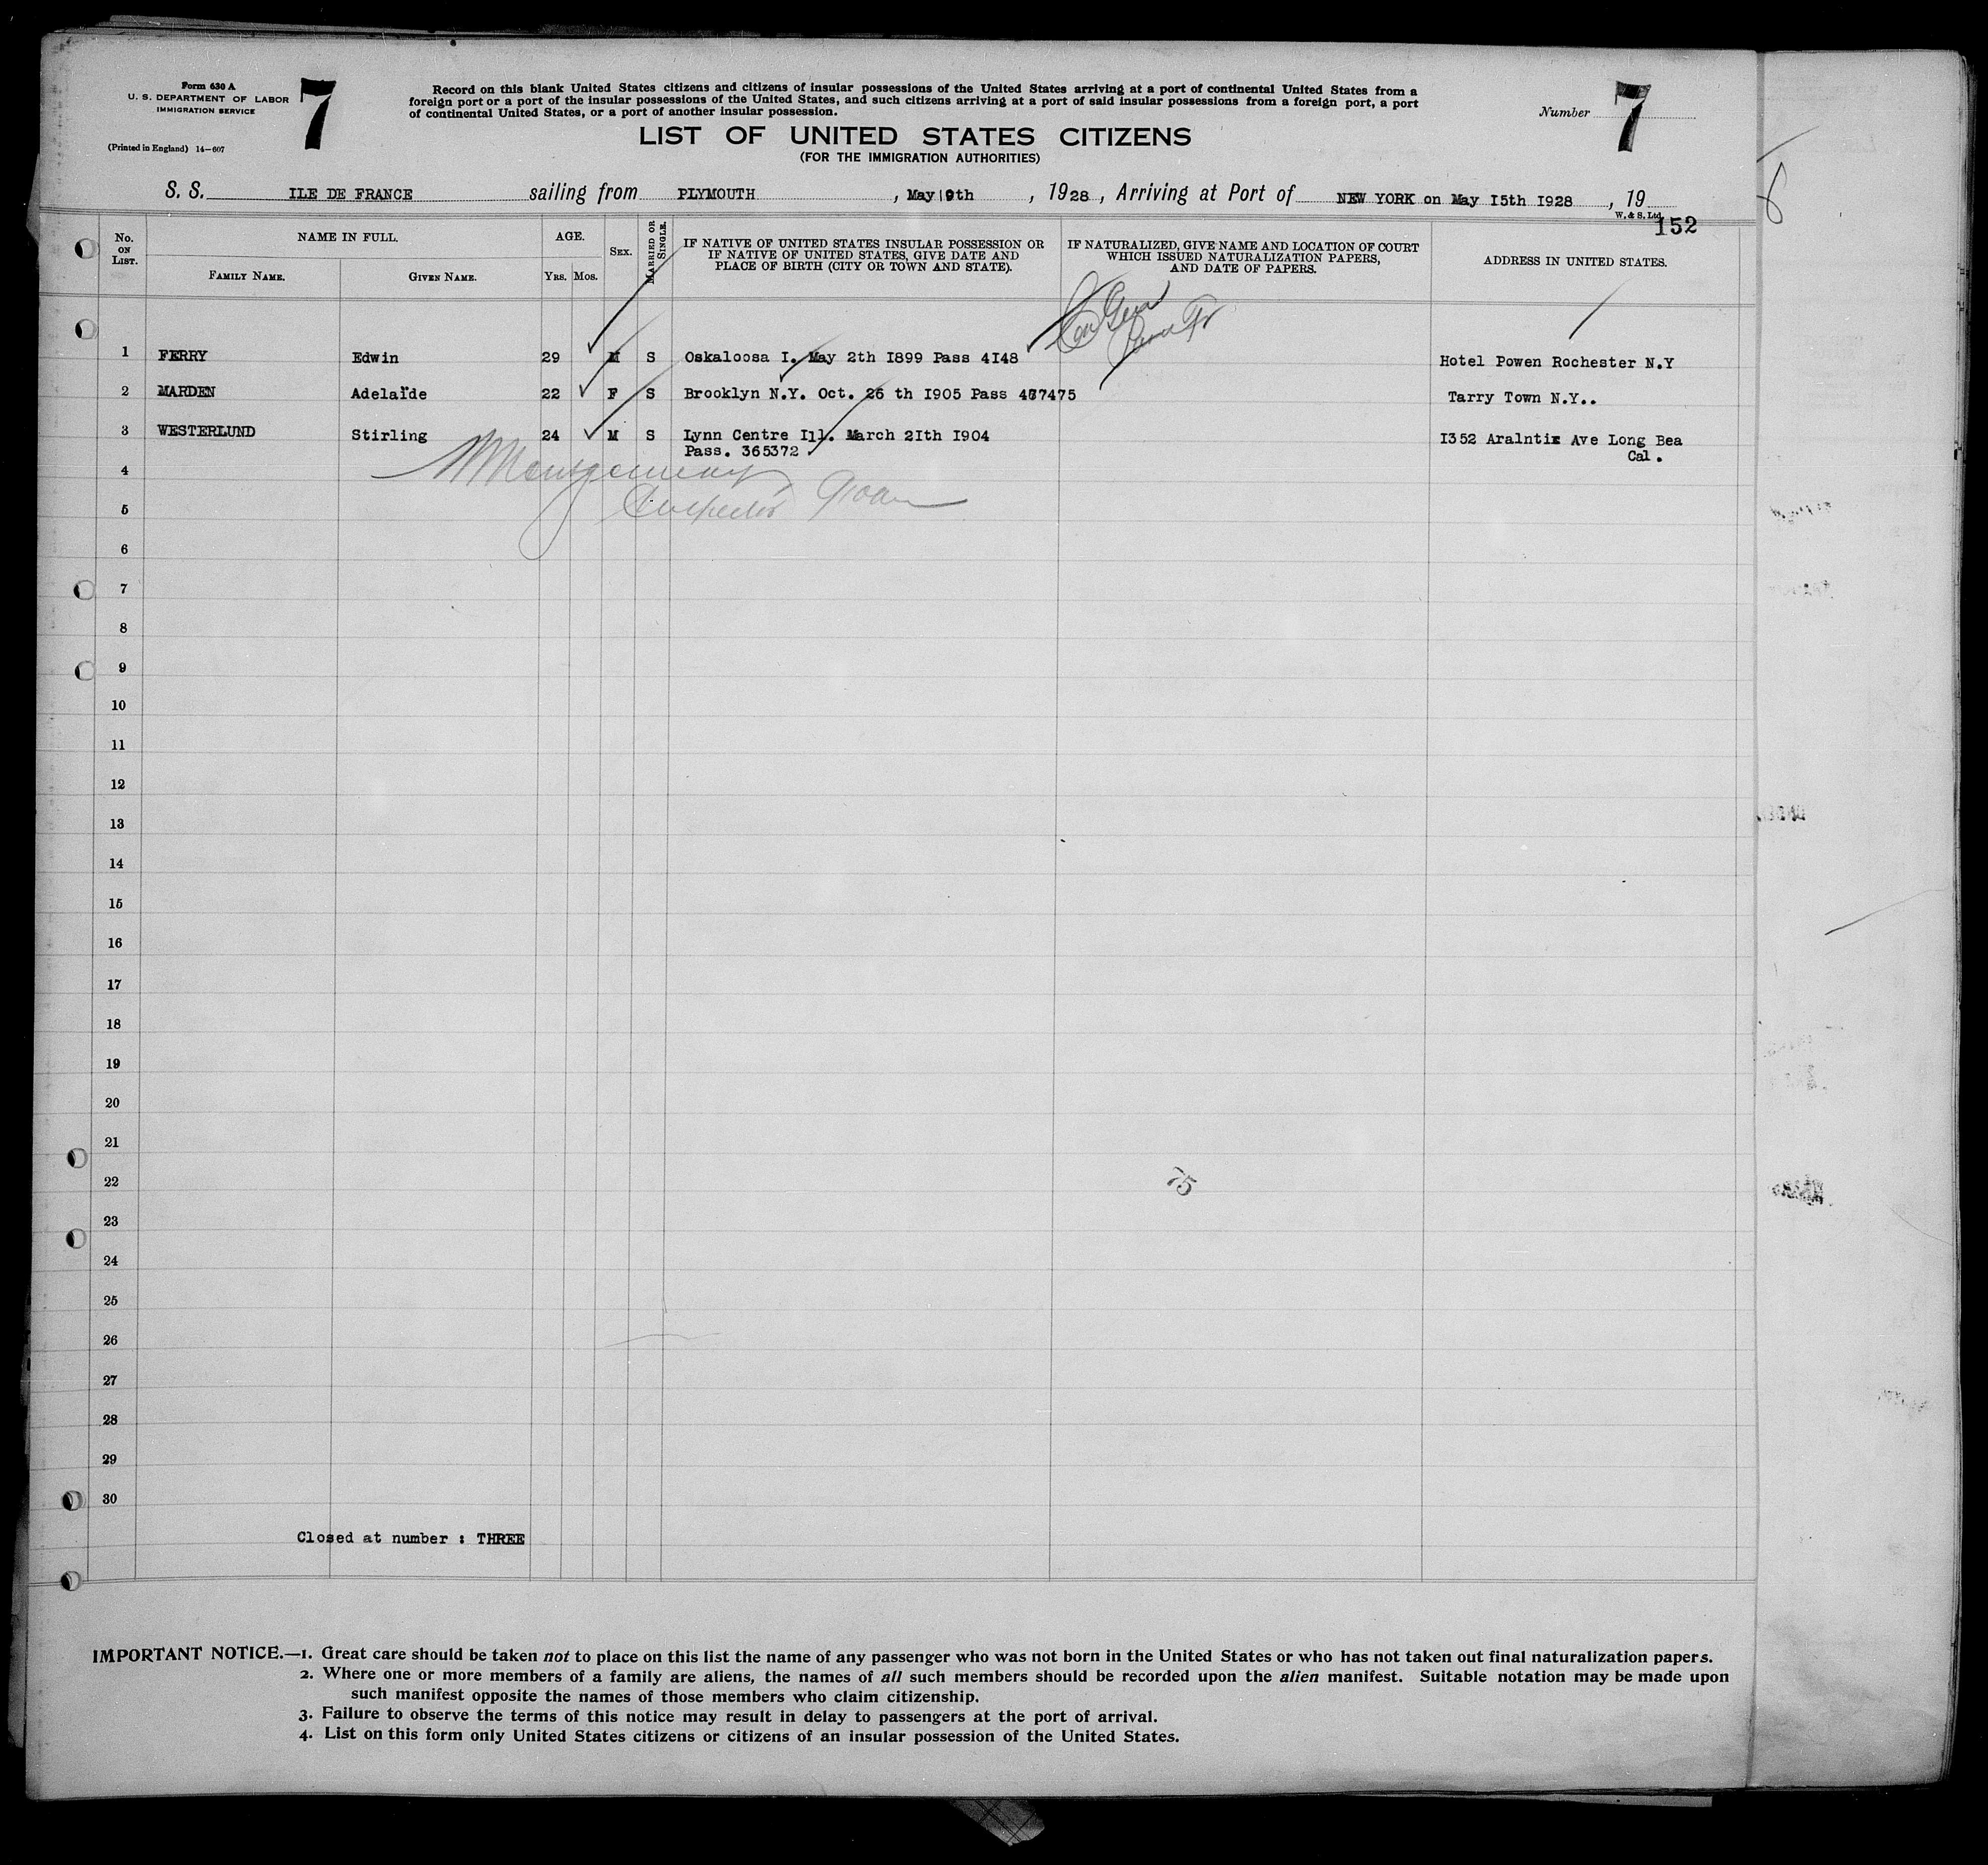 Form 630 A
U. S. DEPARTMENT OF LABOR
IMMIGRATION SERVICE
(Printed in England) 14-607
7
Record on this blank United States citizens and citizens of insular possessions of the United States arriving at a port of continental United States from a
foreign port or a port of the insular possessions of the United States, and such citizens arriving at a port of said insular possessions from a foreign port, a port
of continental United States, or a port of another insular possession.
Number 7
LIST OF UNITED STATES CITIZENS
(FOR THE IMMIGRATION AUTHORITIES)
S. S. ILE DE FRANCE sailing from PLYMOUTH , May 9th , 1928 , Arriving at Port of NEW YORK on May I5th I928 , 19
W. & S. Ltd.
152
No. ON LIST. NAME IN FULL. AGE. SEX. MARRIED OR SINGLE. IF NATIVE OF UNITED STATES INSULAR POSSESSION OR IF NATIVE OF UNITED STATES, GIVE DATE AND PLACE OF BIRTH (CITY OR TOWN AND STATE). IF NATURALIZED, GIVE NAME AND LOCATION OF COURT WHICH ISSUED NATURALIZATION PAPERS, AND DATE OF PAPERS. ADDRESS IN UNITED STATES.
FAMILY NAME. GIVEN NAME. YRS. MOS.
1 FERRY Edwin 29 M S Oskaloosa I. May 2th I899 Pass 4I48 Hotel Powen Rochester N.Y
2 MARDEN Adelaïde 22 F S Brooklyn N.Y. Oct. 26 th I905 Pass 477475 Tarry Town N.Y..
3 WESTERLUND Stirling 24 M S Lynn Centre Ill. March 2Ith I904 I352 Aralntix Ave Long Bea
Pass. 365372 Cal.
4
Montgomery
Inspector
5
6
7
8
9
10
11
12
13
14
15
16
17
18
19
20
21
22
75
23
24
25
26
27
28
29
30
Closed at number : THREE
IMPORTANT NOTICE.—1. Great care should be taken not to place on this list the name of any passenger who was not born in the United States or who has not taken out final naturalization papers.
2. Where one or more members of a family are aliens, the names of all such members should be recorded upon the alien manifest. Suitable notation may be made upon
such manifest opposite the names of those members who claim citizenship.
3. Failure to observe the terms of this notice may result in delay to passengers at the port of arrival.
4. List on this form only United States citizens or citizens of an insular possession of the United States.